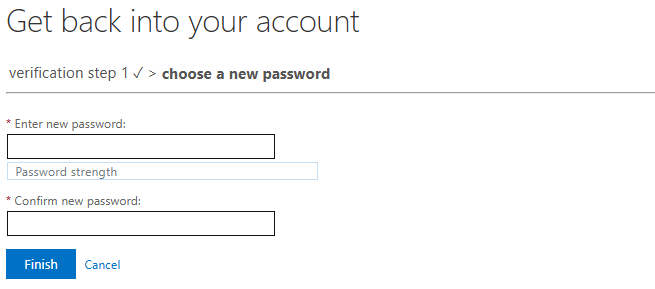 Get back into your account
verification step 1 ✓ > choose a new password
* Enter new password:
Password strength
* Confirm new password:
Finish Cancel